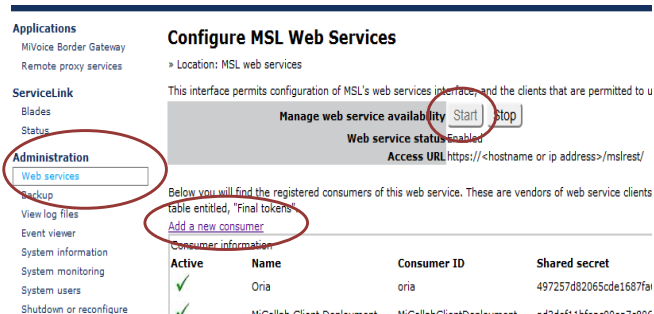 Applications
MiVoice Border Gateway
Remote proxy services
ServiceLink
Blades
Status
Administration
Web services
Backup
View log files
Event viewer
System information
System monitoring
System users
Shutdown or reconfigure
Configure MSL Web Services
» Location: MSL web services
This interface permits configuration of MSL's web services interface, and the clients that are permitted to u
Manage web service availability Start Stop
Web service status Enabled
Access URL https://<hostname or ip address>/mslrest/
Below you will find the registered consumers of this web service. These are vendors of web service clients
table entitled, "Final tokens".
Add a new consumer
Consumer information
Active Name Consumer ID Shared secret
Oria oria 497257d82065cde1687fa
MiCollab Client Deployment MiCollabClientDeployment